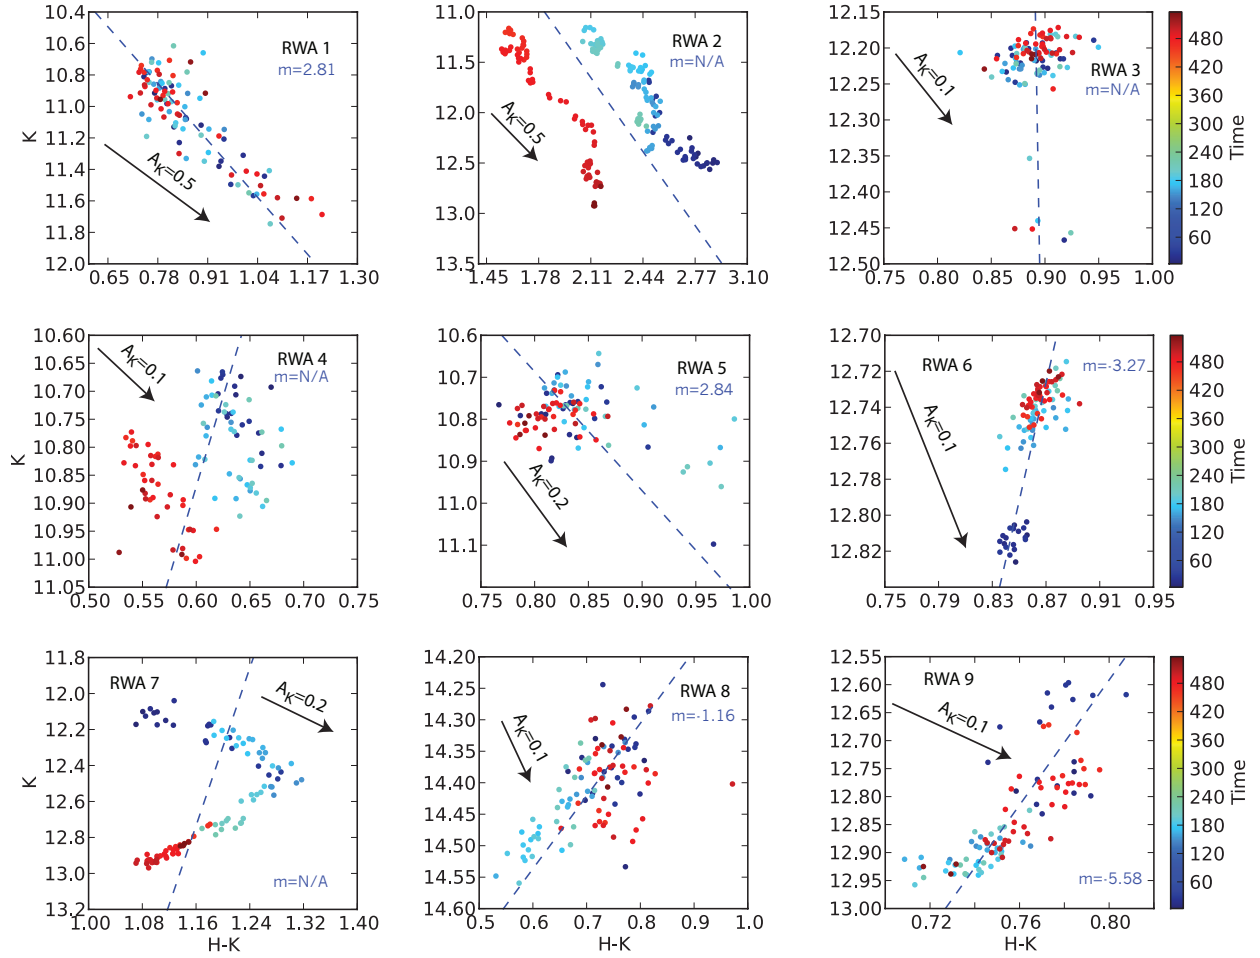 RWA 1
m=2.81
A_K=0.5
K
10.4
10.6
10.8
11.0
11.2
11.4
11.6
11.8
12.0
0.65 0.78 0.91 1.04 1.17 1.30
RWA 2
m=N/A
A_K=0.5
11.0
11.5
12.0
12.5
13.0
13.5
1.45 1.78 2.11 2.44 2.77 3.10
RWA 3
m=N/A
A_K=0.1
12.15
12.20
12.25
12.30
12.35
12.40
12.45
12.50
0.75 0.80 0.85 0.90 0.95 1.00
480
420
360
300
240
180
120
60
Time
RWA 4
m=N/A
A_K=0.1
K
10.60
10.65
10.70
10.75
10.80
10.85
10.90
10.95
11.00
11.05
0.50 0.55 0.60 0.65 0.70 0.75
RWA 5
m=2.84
A_K=0.2
10.6
10.7
10.8
10.9
11.0
11.1
0.75 0.80 0.85 0.90 0.95 1.00
RWA 6
m=-3.27
A_K=0.1
12.70
12.72
12.74
12.76
12.78
12.80
12.82
0.75 0.79 0.83 0.87 0.91 0.95
480
420
360
300
240
180
120
60
Time
RWA 7
m=N/A
A_K=0.2
K
11.8
12.0
12.2
12.4
12.6
12.8
13.0
13.2
1.00 1.08 1.16 1.24 1.32 1.40
H-K
RWA 8
m=-1.16
A_K=0.1
14.20
14.25
14.30
14.35
14.40
14.45
14.50
14.55
14.60
0.5 0.6 0.7 0.8 0.9 1.0
H-K
RWA 9
m=-5.58
A_K=0.1
12.55
12.60
12.65
12.70
12.75
12.80
12.85
12.90
12.95
13.00
0.72 0.76 0.80
H-K
480
420
360
300
240
180
120
60
Time